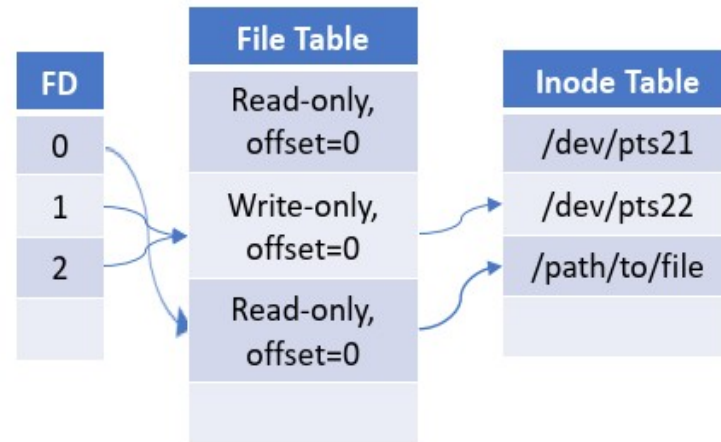 FD
0
1
2
File Table
Read-only,
offset=0
Write-only,
offset=0
Read-only,
offset=0
Inode Table
/dev/pts21
/dev/pts22
/path/to/file